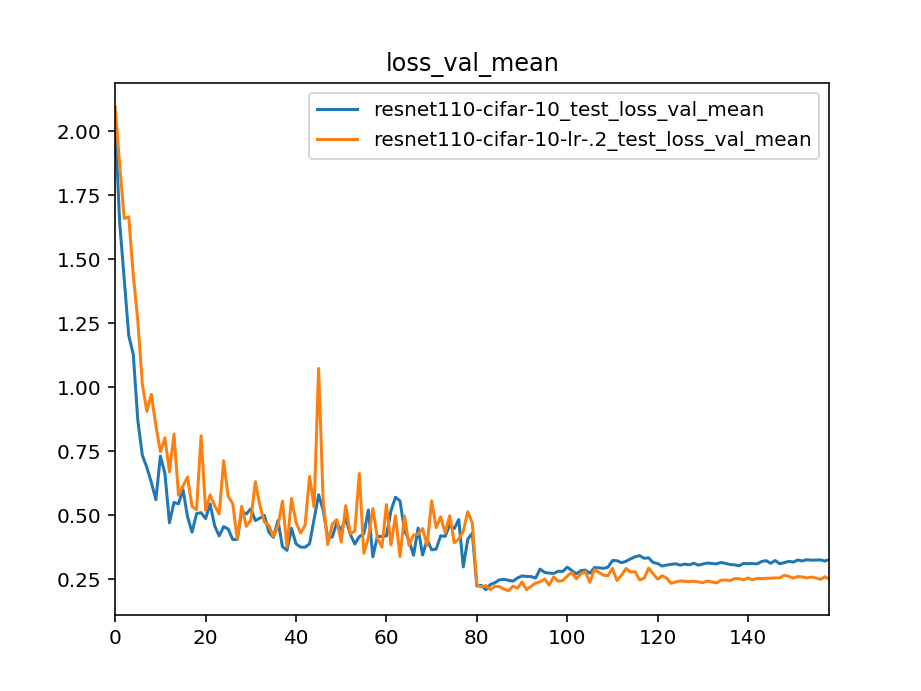 loss_val_mean
resnet110-cifar-10_test_loss_val_mean
resnet110-cifar-10-lr-.2_test_loss_val_mean
2.00
1.75
1.50
1.25
1.00
0.75
0.50
0.25
0 20 40 60 80 100 120 140